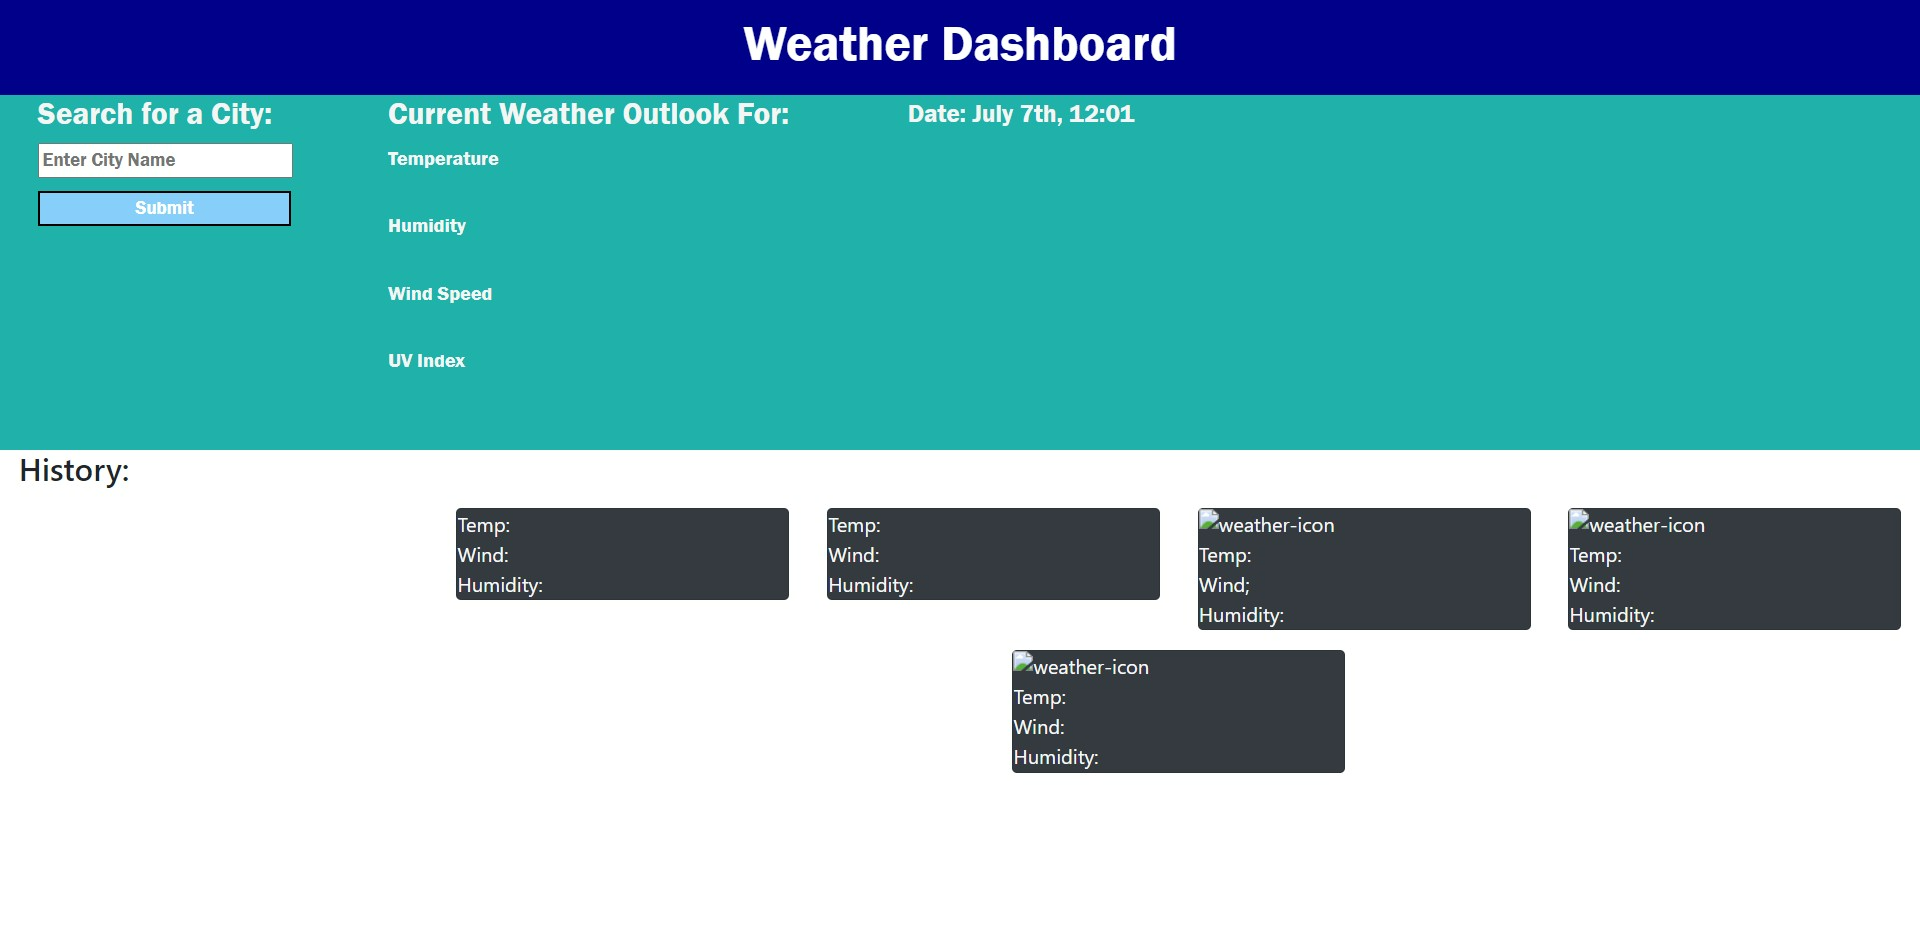 Weather Dashboard
Search for a City:
Enter City Name
Submit
Current Weather Outlook For:
Date: July 7th, 12:01
Temperature
Humidity
Wind Speed
UV Index
History:
Temp:
Wind:
Humidity:
Temp:
Wind:
Humidity:
weather-icon
Temp:
Wind;
Humidity:
weather-icon
Temp:
Wind:
Humidity:
weather-icon
Temp:
Wind:
Humidity: